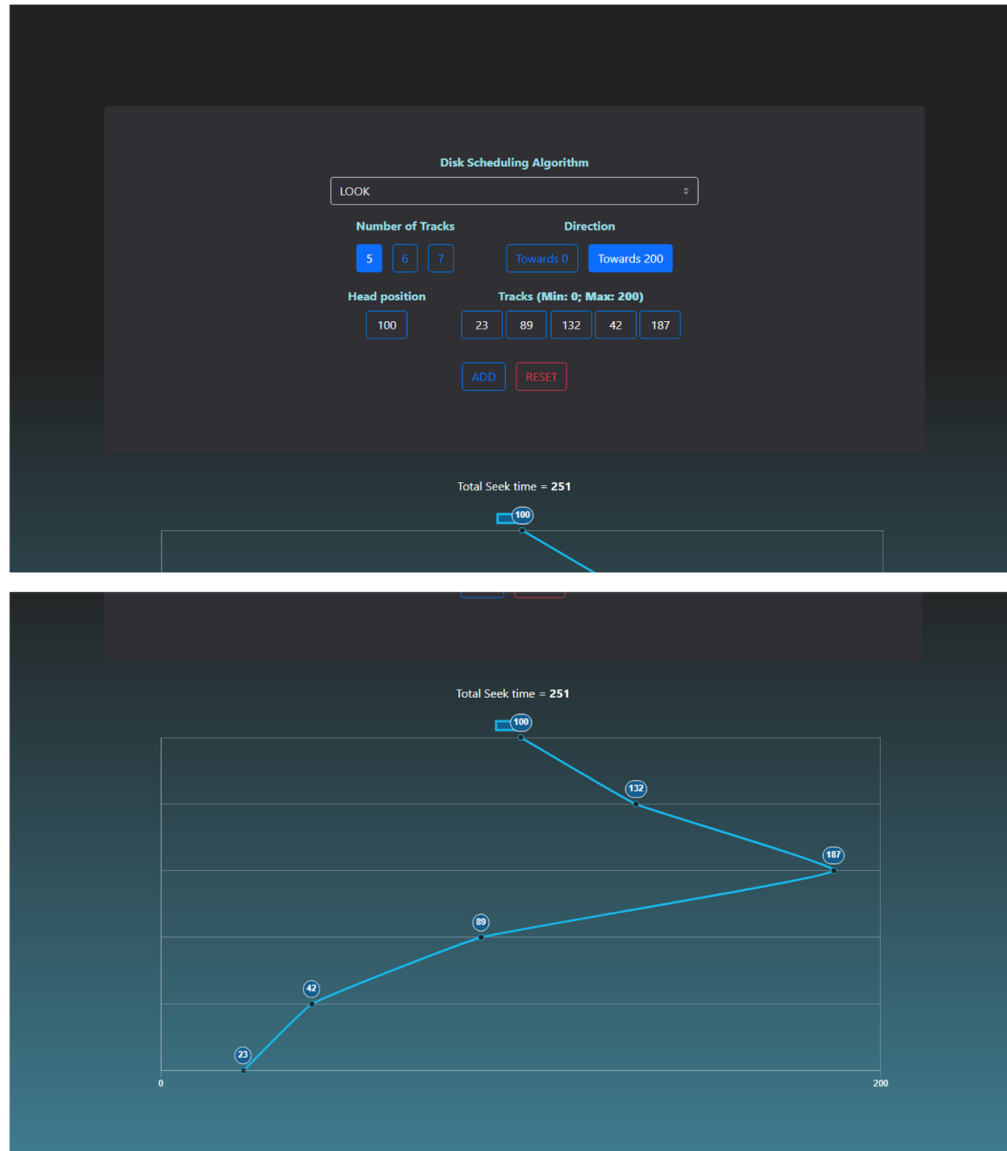 Disk Scheduling Algorithm
LOOK
Number of Tracks Direction
5 6 7 Towards 0 Towards 200
Head position Tracks (Min: 0; Max: 200)
100 23 89 132 42 187
ADD RESET
Total Seek time = 251
100
Total Seek time = 251
100
132
187
89
42
23
0 200